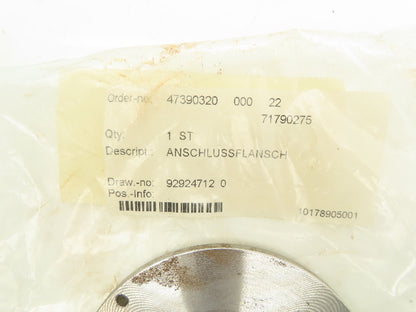 Order-no: 47390320 000 22
71790275
Qty: 1 ST
Descript.: ANSCHLUSSFLANSCH
Draw.-no: 92924712 0
Pos.-Info:
10178905001